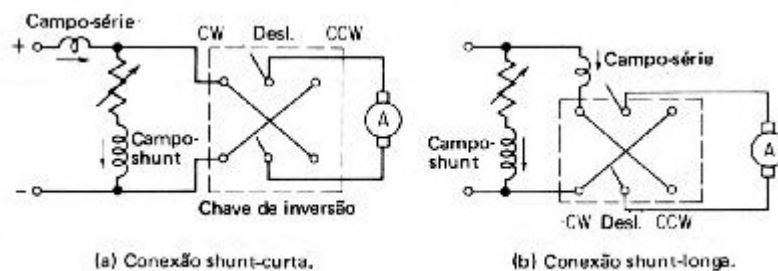 Campo-série
+
CW Desl. CCW
Campo-
shunt
A
-
Chave de inversão
(a) Conexão shunt-curta.
Campo-série
Campo-
shunt
A
CW Desl. CCW
(b) Conexão shunt-longa.